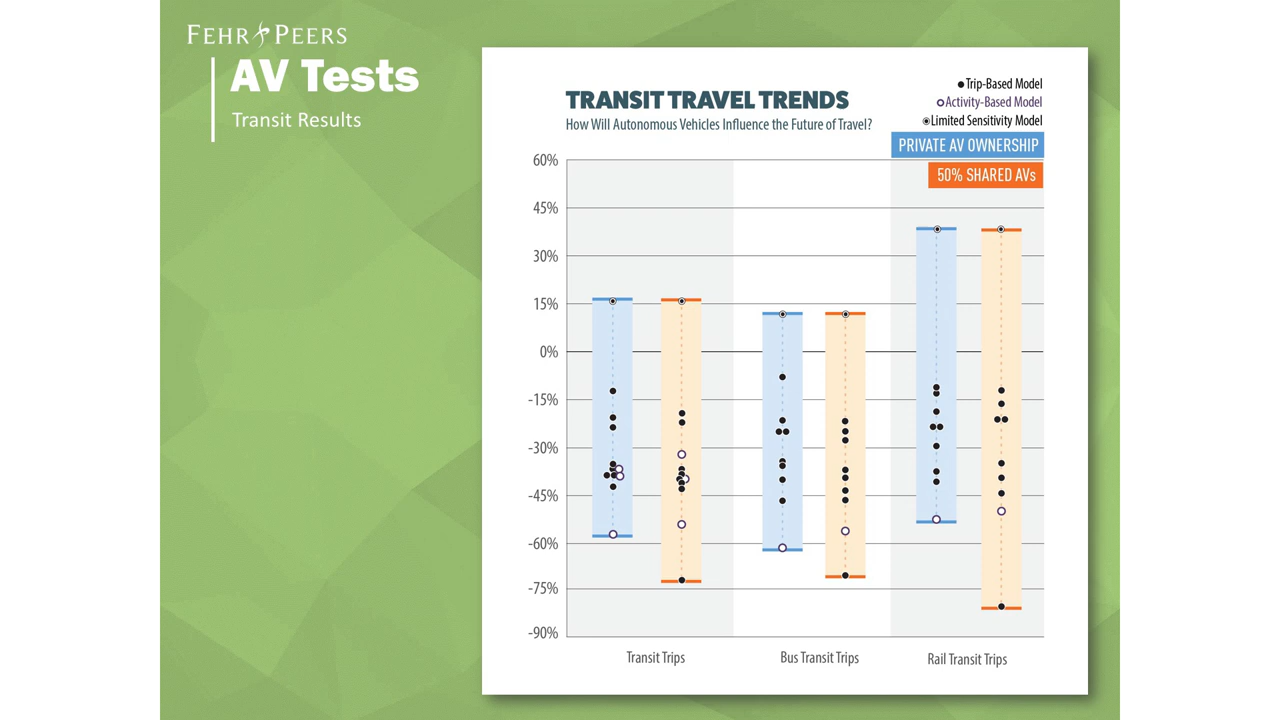 FEHR PEERS
AV Tests
Transit Results
TRANSIT TRAVEL TRENDS
How Will Autonomous Vehicles Influence the Future of Travel?
Trip-Based Model
Activity-Based Model
Limited Sensitivity Model
PRIVATE AV OWNERSHIP
50% SHARED AVs
60%
45%
30%
15%
0%
-15%
-30%
-45%
-60%
-75%
-90%
Transit Trips
Bus Transit Trips
Rail Transit Trips